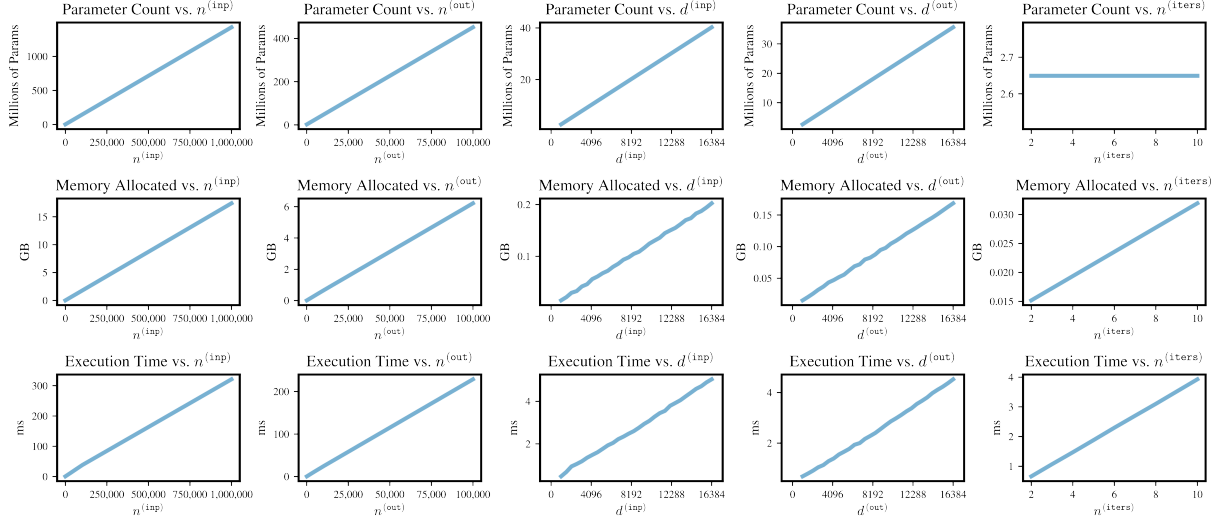 Parameter Count vs. n^(inp)
Millions of Params
1000
500
0
0 250,000 500,000 750,000 1,000,000
n^(inp)
Parameter Count vs. n^(out)
Millions of Params
400
200
0
0 25,000 50,000 75,000 100,000
n^(out)
Parameter Count vs. d^(inp)
Millions of Params
40
20
0 4096 8192 12288 16384
d^(inp)
Parameter Count vs. d^(out)
Millions of Params
30
20
10
0 4096 8192 12288 16384
d^(out)
Parameter Count vs. n^(iters)
Millions of Params
2.7
2.6
2 4 6 8 10
n^(iters)
Memory Allocated vs. n^(inp)
GB
15
10
5
0
0 250,000 500,000 750,000 1,000,000
n^(inp)
Memory Allocated vs. n^(out)
GB
6
4
2
0
0 25,000 50,000 75,000 100,000
n^(out)
Memory Allocated vs. d^(inp)
GB
0.2
0.1
0 4096 8192 12288 16384
d^(inp)
Memory Allocated vs. d^(out)
GB
0.15
0.10
0.05
0 4096 8192 12288 16384
d^(out)
Memory Allocated vs. n^(iters)
GB
0.030
0.025
0.020
0.015
2 4 6 8 10
n^(iters)
Execution Time vs. n^(inp)
ms
300
200
100
0
0 250,000 500,000 750,000 1,000,000
n^(inp)
Execution Time vs. n^(out)
ms
200
100
0
0 25,000 50,000 75,000 100,000
n^(out)
Execution Time vs. d^(inp)
ms
4
2
0 4096 8192 12288 16384
d^(inp)
Execution Time vs. d^(out)
ms
4
2
0 4096 8192 12288 16384
d^(out)
Execution Time vs. n^(iters)
ms
4
3
2
1
2 4 6 8 10
n^(iters)